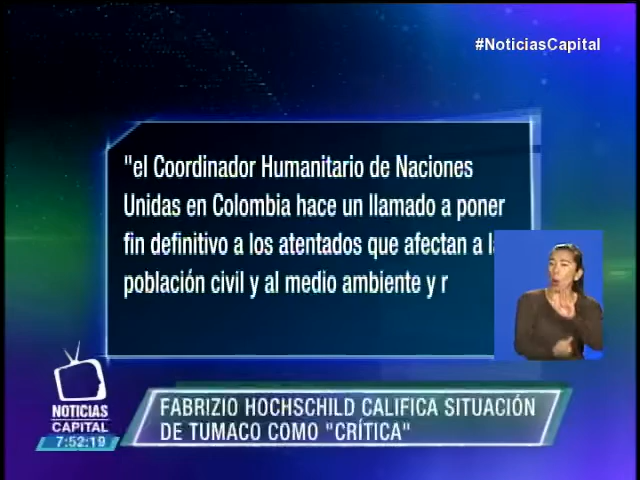 #NoticiasCapital
"el Coordinador Humanitario de Naciones
Unidas en Colombia hace un llamado a poner
fin definitivo a los atentados que afectan a l
población civil y al medio ambiente y r
NOTICIAS
CAPITAL
7:52:19
FABRIZIO HOCHSCHILD CALIFICA SITUACIÓN
DE TUMACO COMO "CRÍTICA"